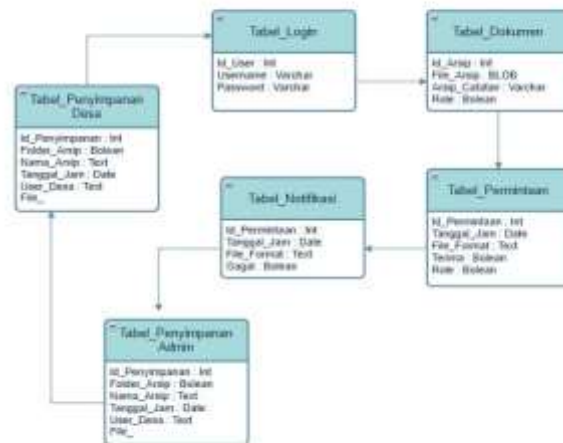 Tabel_Login
Id_User : Int
Username : Varchar
Password : Varchar
Tabel_Dokumen
Id_Arsip : Int
File_Arsip : BLOB
Arsip_Catatan : Varchar
Role : Bolean
Tabel_Penyimpanan
Desa
Id_Penyimpanan : Int
Folder_Arsip : Bolean
Nama_Arsip : Text
Tanggal_Jam : Date
User_Desa : Text
File_
Tabel_Notifikasi
Id_Permintaan : Int
Tanggal_Jam : Date
File_Format : Text
Gagal : Bolean
Tabel_Permintaan
Id_Permintaan : Int
Tanggal_Jam : Date
File_Format : Text
Terima : Bolean
Role : Bolean
Tabel_Penyimpanan
Admin
Id_Penyimpanan : Int
Folder_Arsip : Bolean
Nama_Arsip : Text
Tanggal_Jam : Date
User_Desa : Text
File_